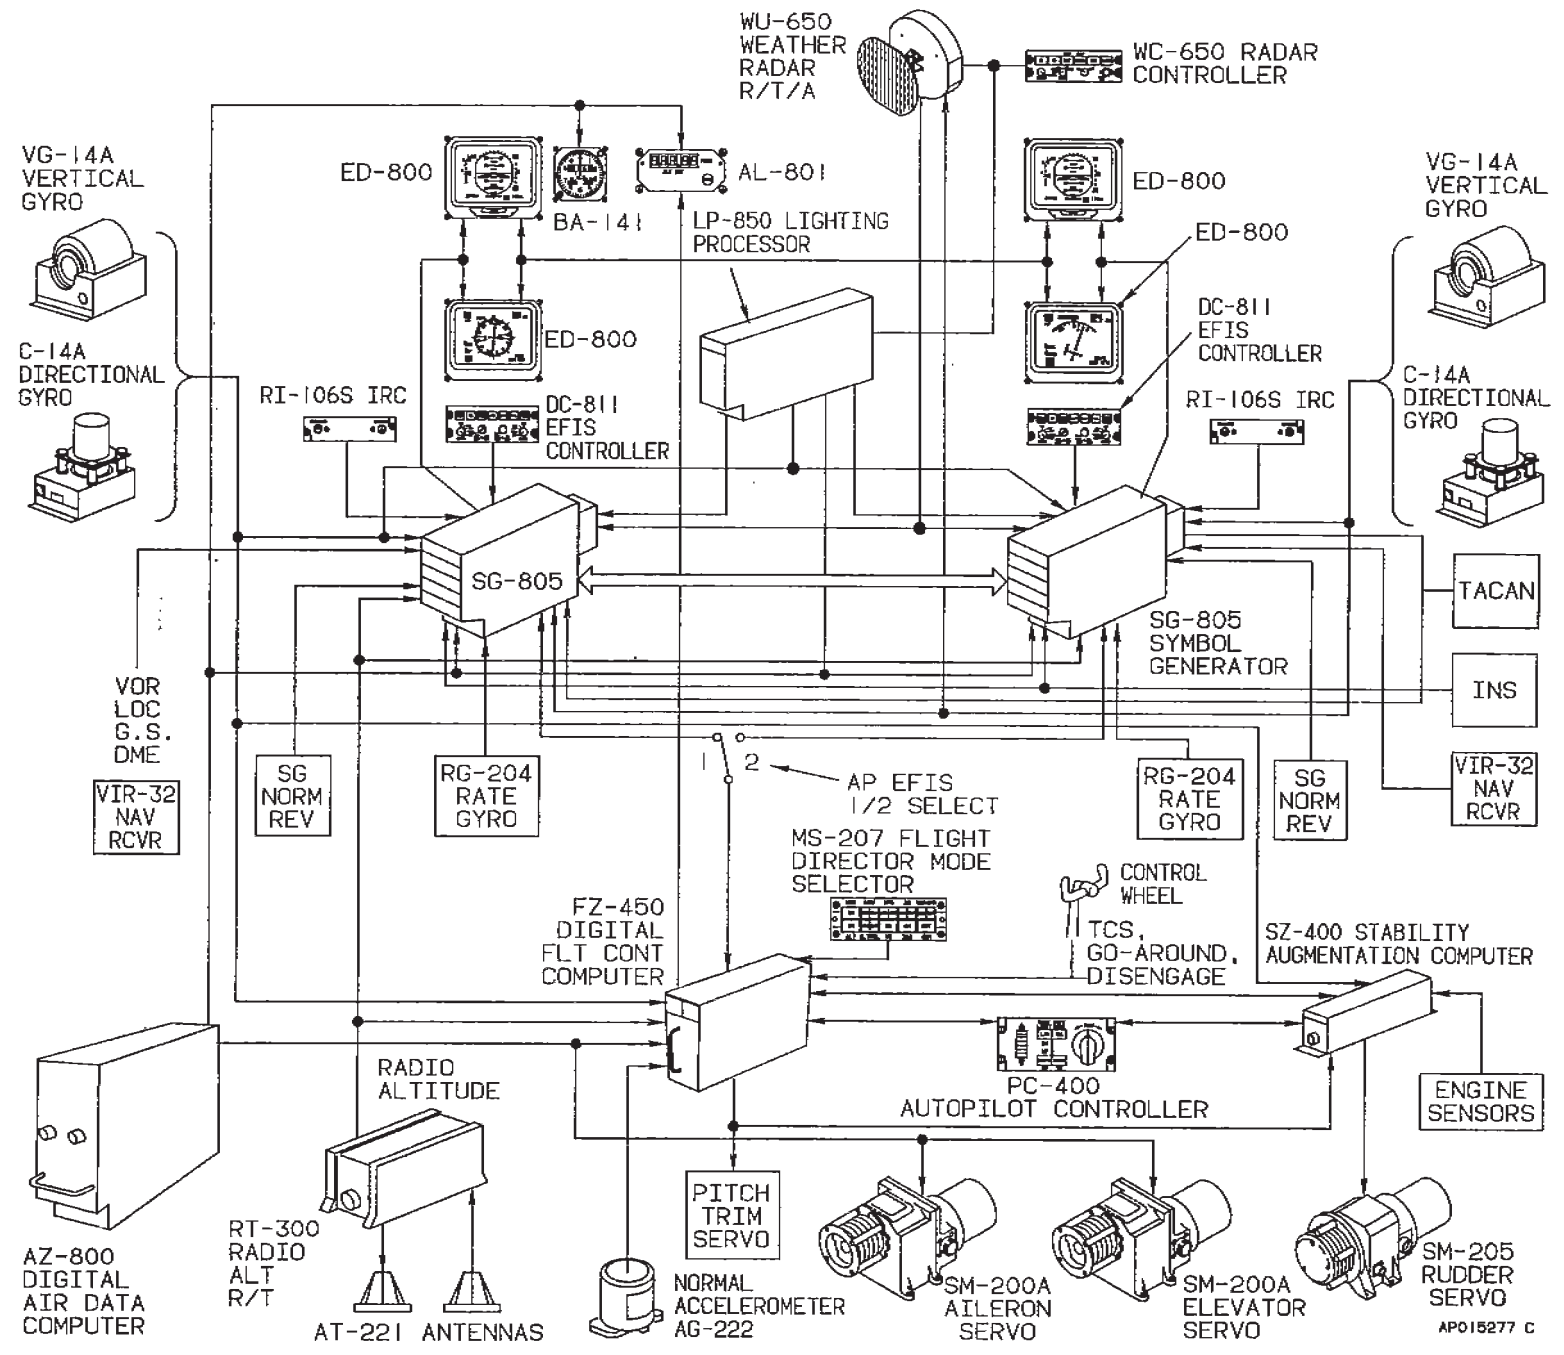 WU-650
WEATHER
RADAR
R/T/A
WC-650 RADAR
CONTROLLER
VG-14A
VERTICAL
GYRO
ED-800
BA-141
AL-801
ED-800
VG-14A
VERTICAL
GYRO
LP-850 LIGHTING
PROCESSOR
ED-800
C-14A
DIRECTIONAL
GYRO
ED-800
DC-811
EFIS
CONTROLLER
C-14A
DIRECTIONAL
GYRO
RI-106S IRC
DC-811
EFIS
CONTROLLER
RI-106S IRC
SG-805
SG-805
SYMBOL
GENERATOR
TACAN
INS
VOR
LOC
G.S.
DME
VIR-32
NAV
RCVR
SG
NORM
REV
RG-204
RATE
GYRO
1 2
AP EFIS
1/2 SELECT
RG-204
RATE
GYRO
SG
NORM
REV
VIR-32
NAV
RCVR
MS-207 FLIGHT
DIRECTOR MODE
SELECTOR
CONTROL
WHEEL
FZ-450
DIGITAL
FLT CONT
COMPUTER
TCS,
GO-AROUND,
DISENGAGE
SZ-400 STABILITY
AUGMENTATION COMPUTER
RADIO
ALTITUDE
PC-400
AUTOPILOT CONTROLLER
ENGINE
SENSORS
AZ-800
DIGITAL
AIR DATA
COMPUTER
RT-300
RADIO
ALT
R/T
AT-221 ANTENNAS
PITCH
TRIM
SERVO
NORMAL
ACCELEROMETER
AG-222
SM-200A
AILERON
SERVO
SM-200A
ELEVATOR
SERVO
SM-205
RUDDER
SERVO
AP015277 C